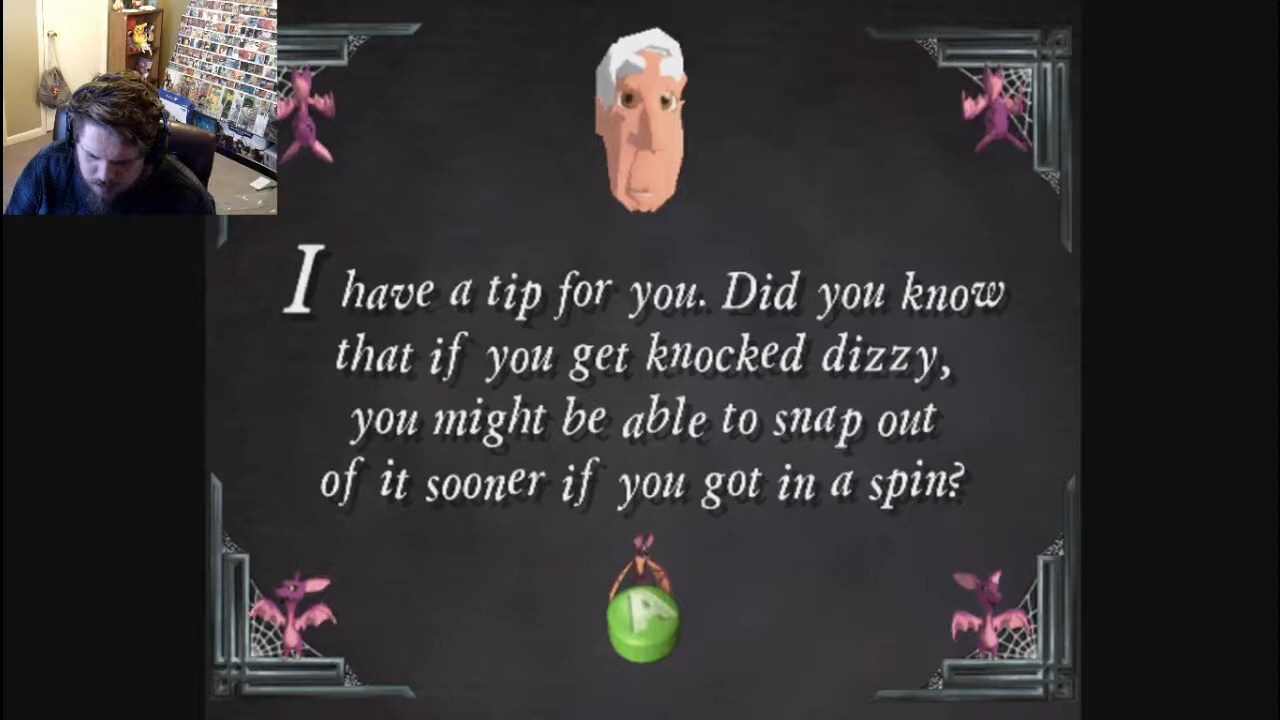 I have a tip for you. Did you know
that if you get knocked dizzy,
you might be able to snap out
of it sooner if you got in a spin?
A